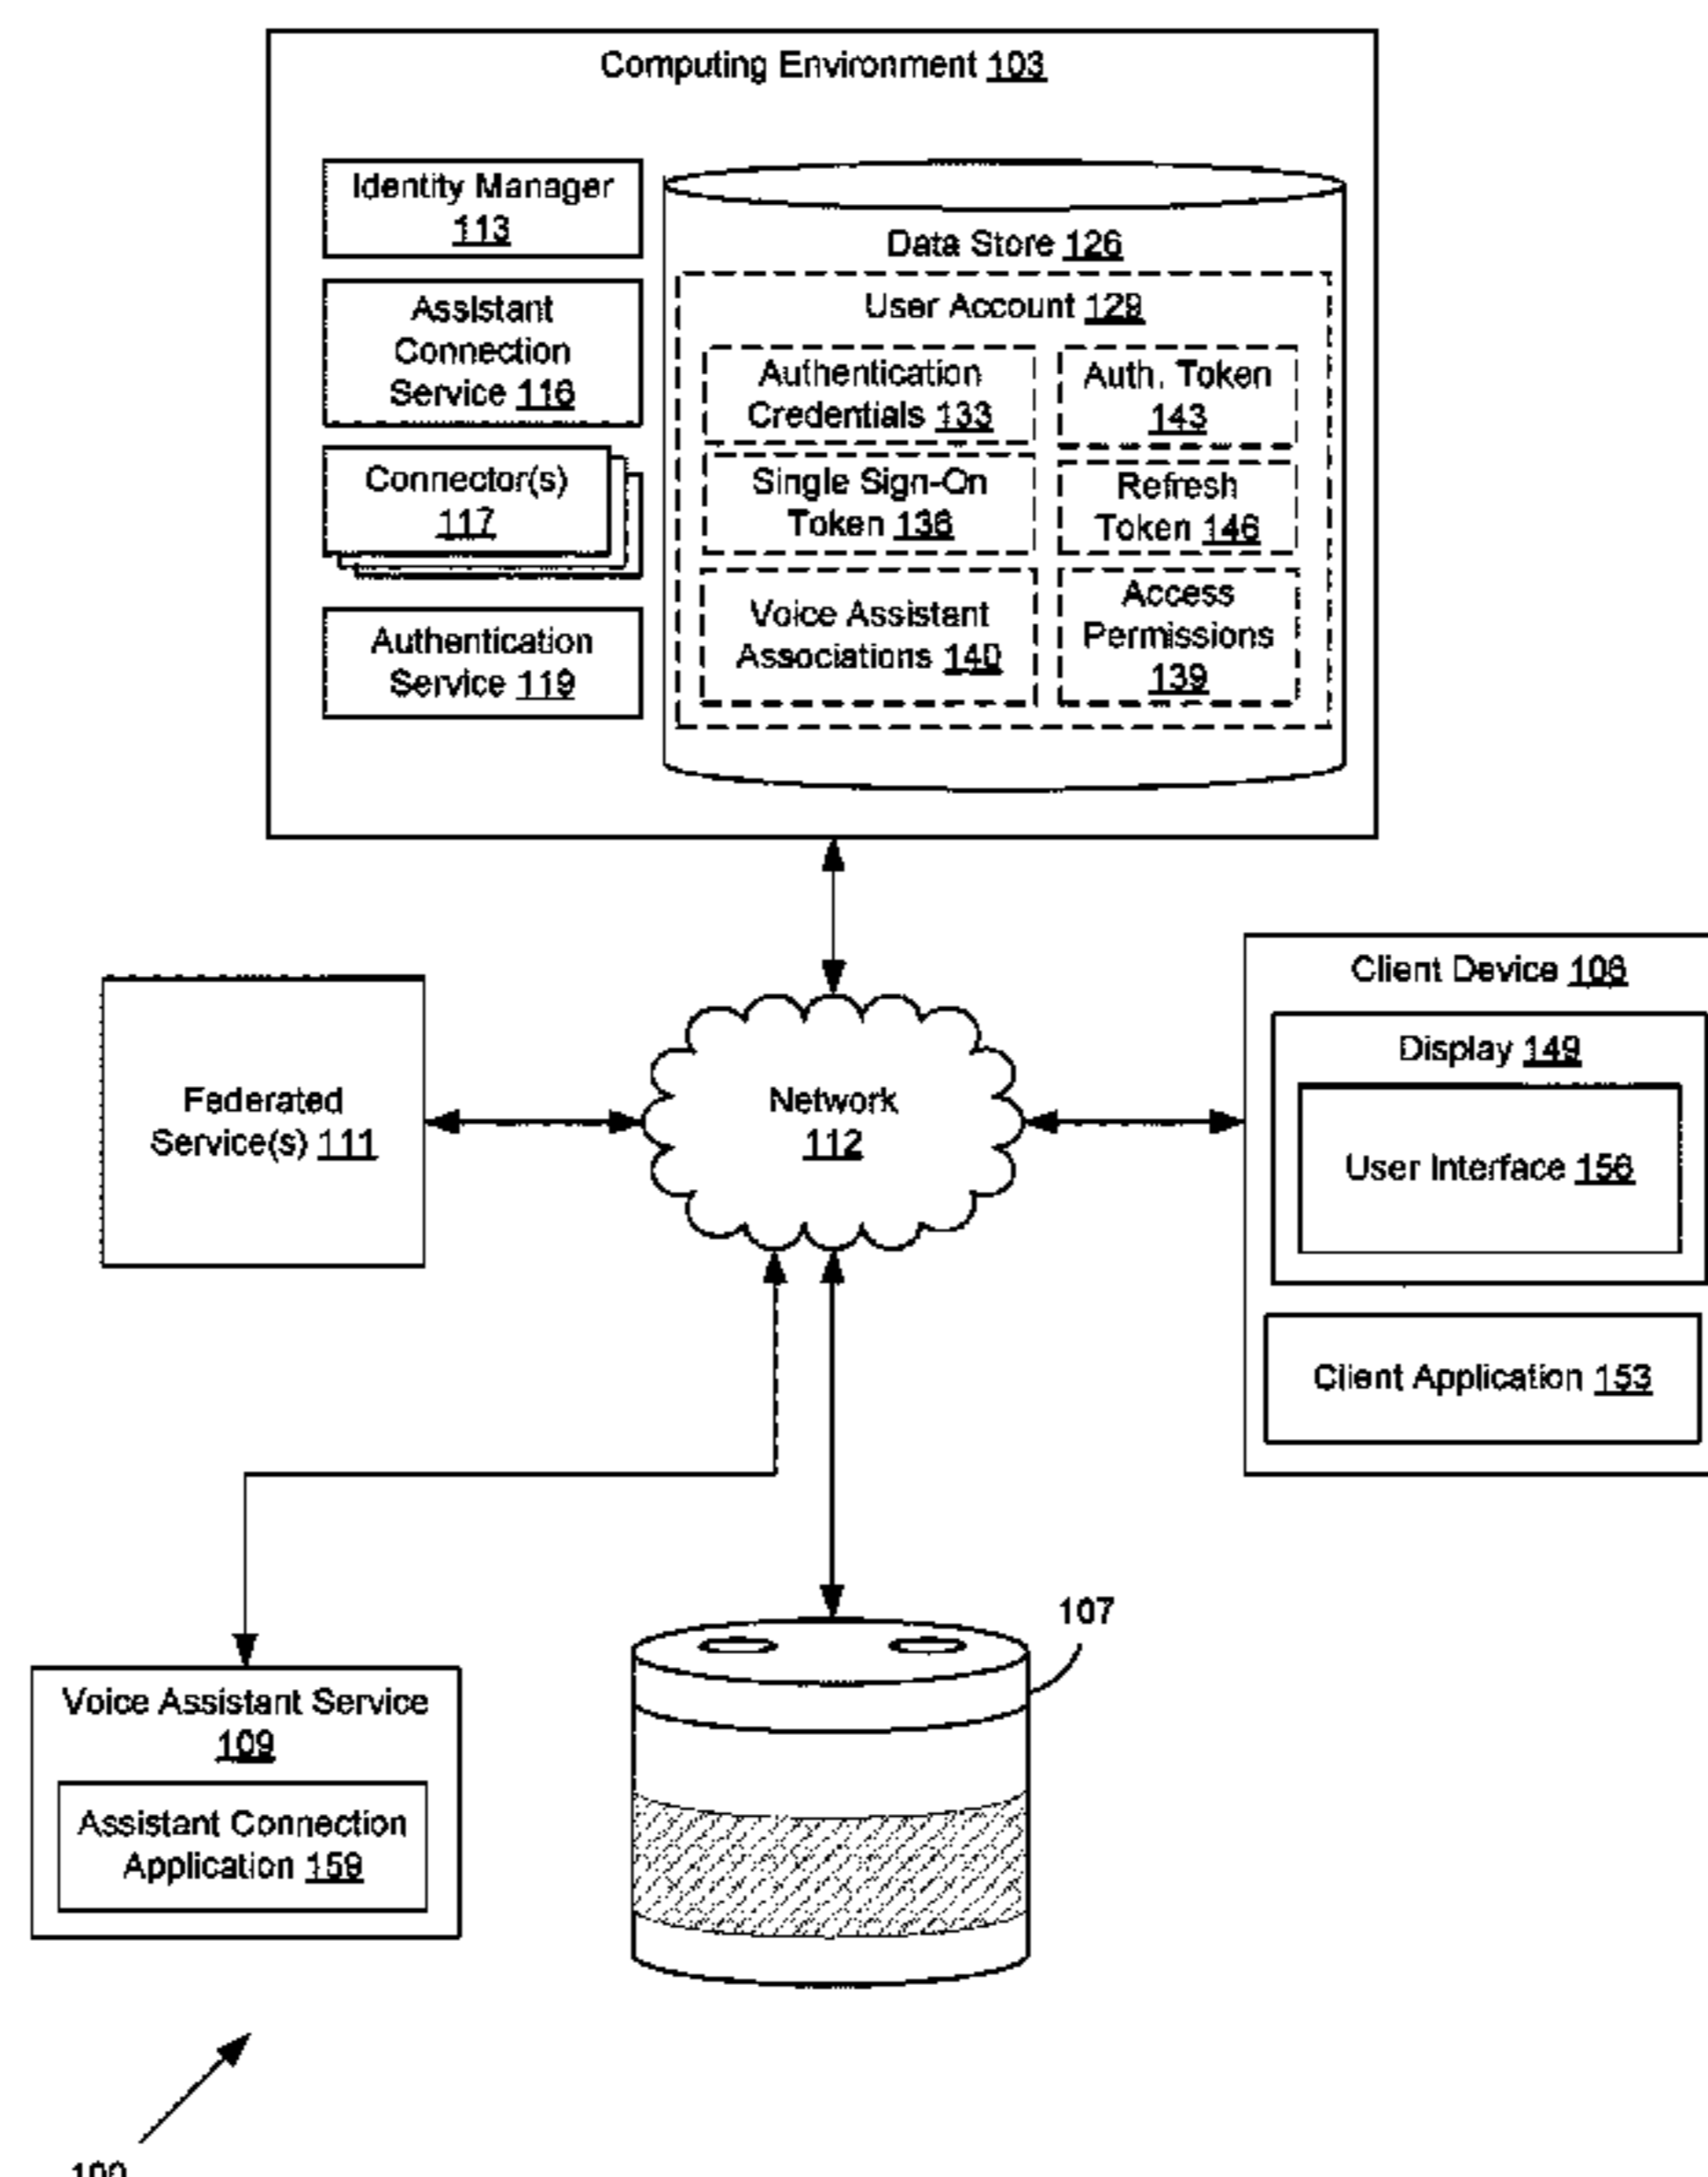 Computing Environment 103
Identity Manager
113
Assistant
Connection
Service 116
Connector(s)
117
Authentication
Service 119
Data Store 126
User Account 129
Authentication
Credentials 133
Auth. Token
143
Single Sign-On
Token 136
Refresh
Token 146
Voice Assistant
Associations 140
Access
Permissions
139
Federated
Service(s) 111
Network
112
Client Device 106
Display 149
User Interface 156
Client Application 153
107
Voice Assistant Service
109
Assistant Connection
Application 159
100